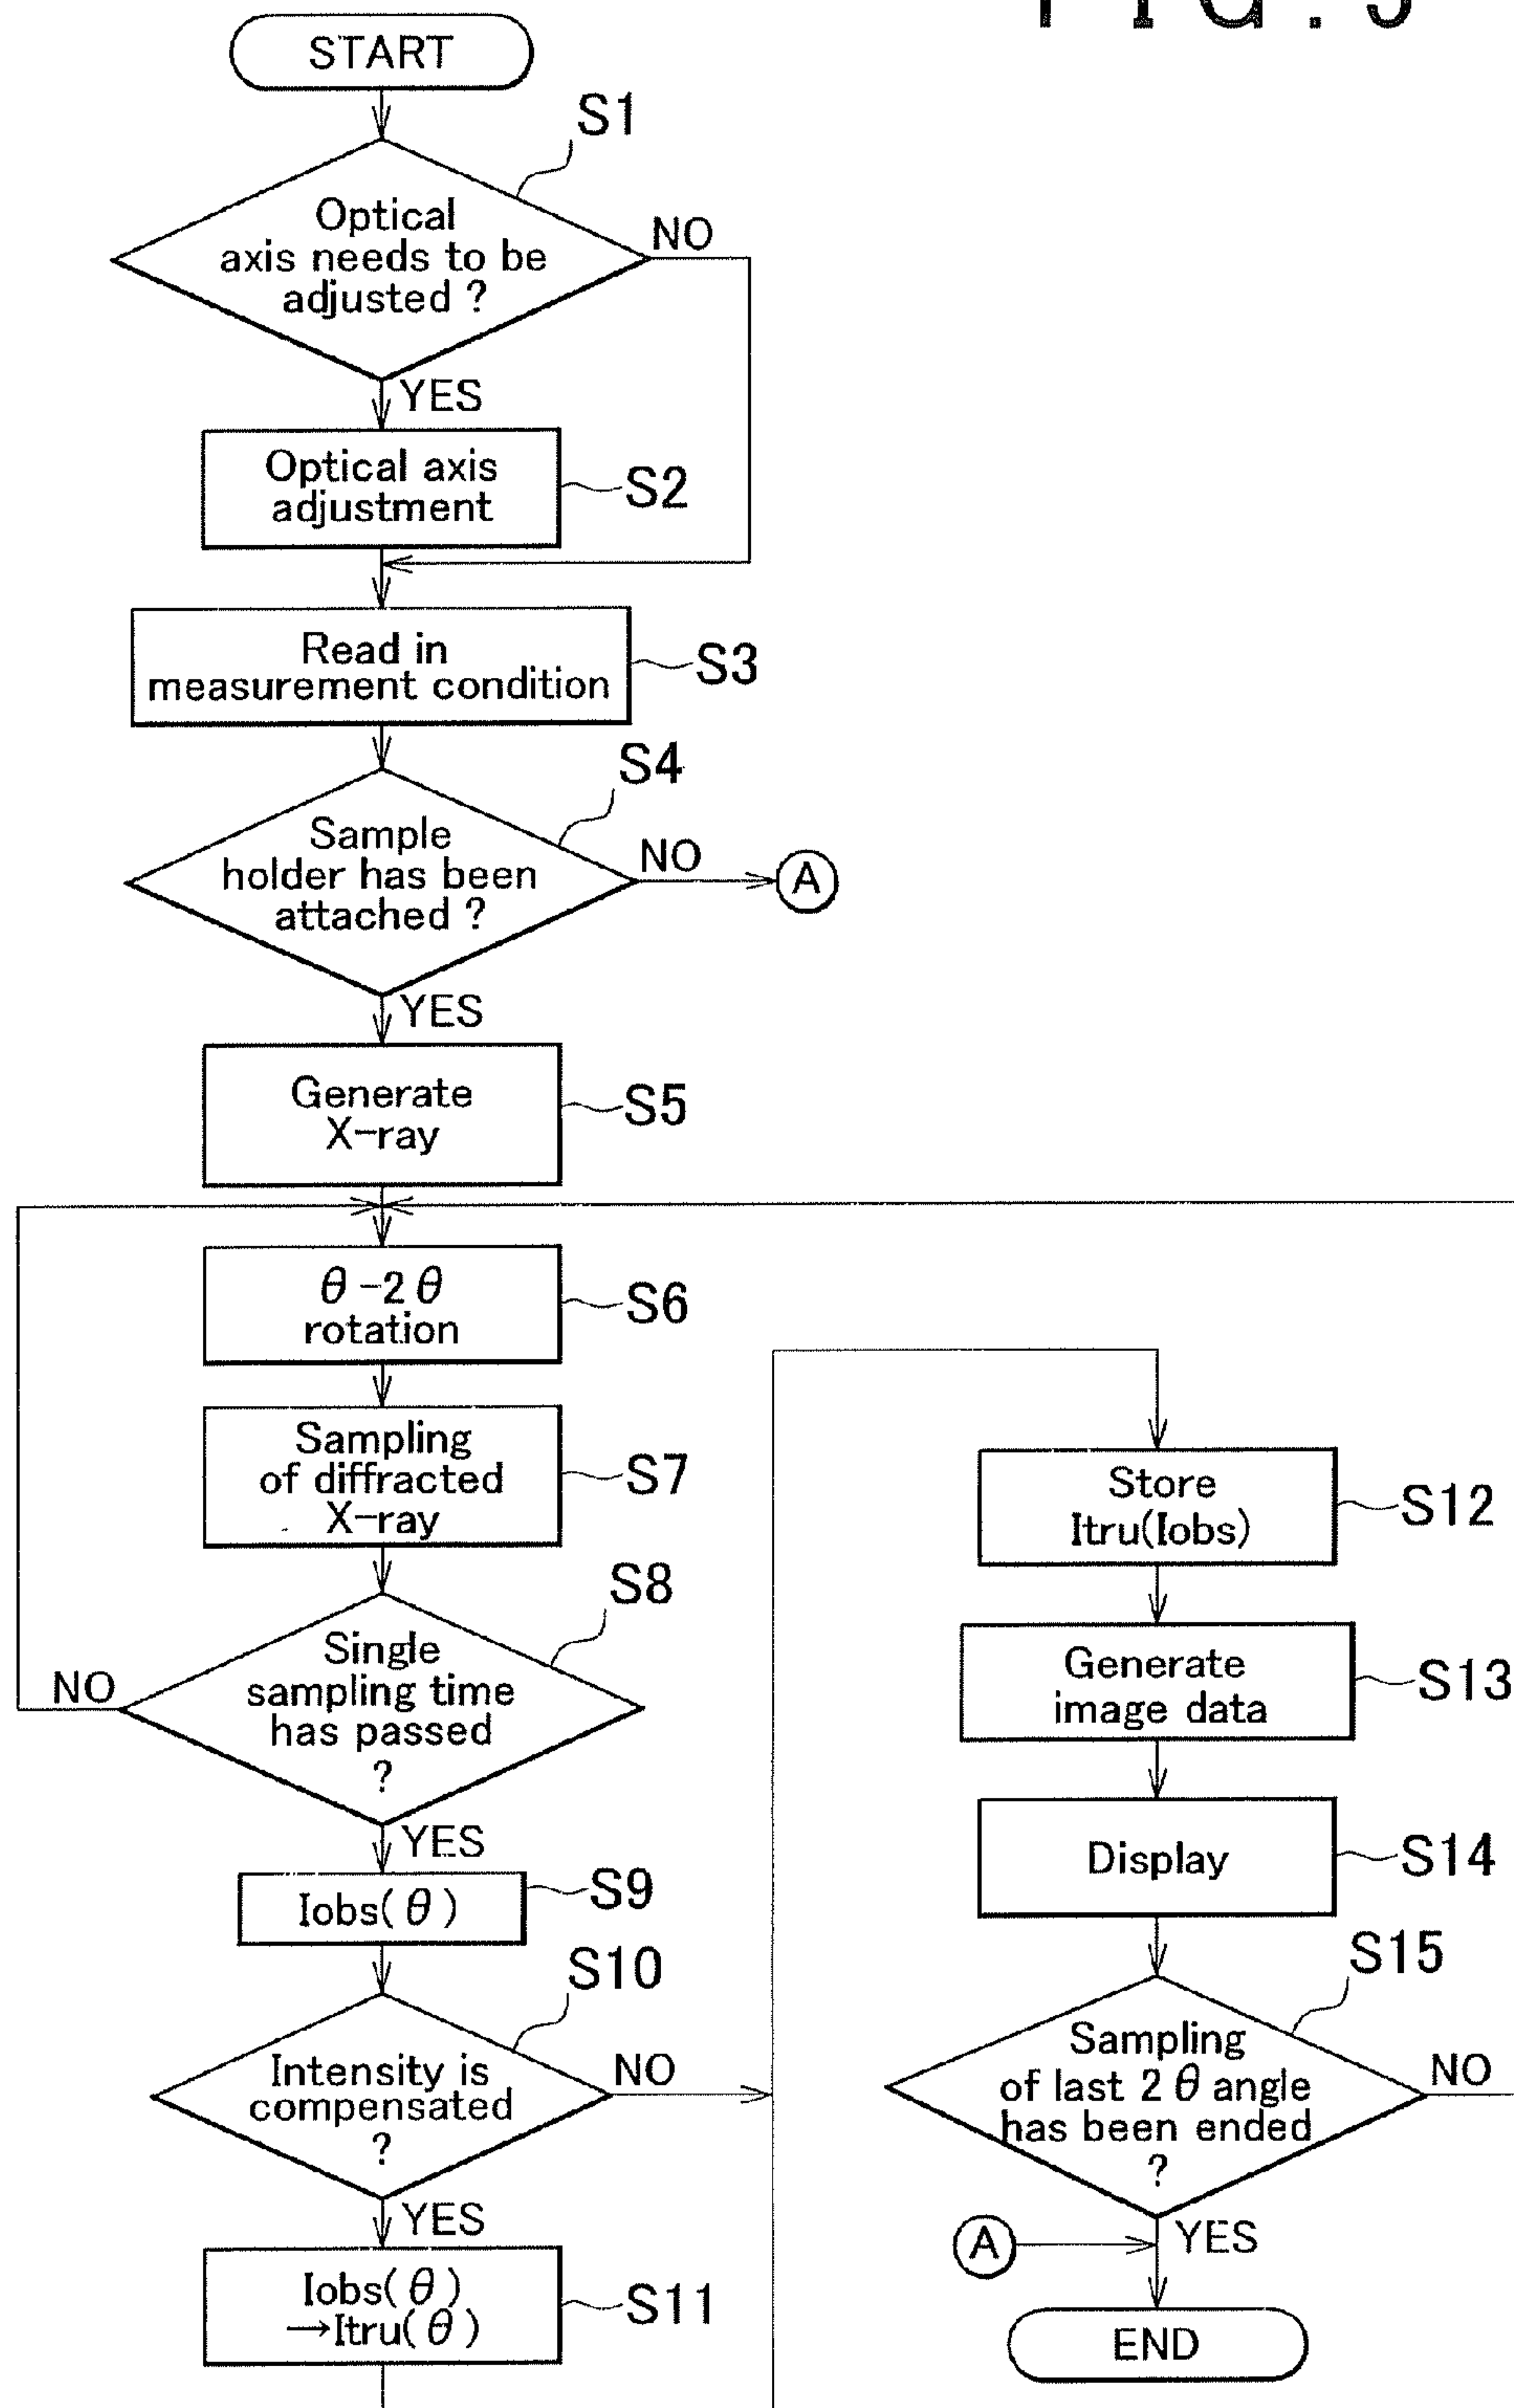 FIG. 5
START
S1
Optical
axis needs to be
adjusted ?
NO
YES
Optical axis
adjustment
S2
Read in
measurement condition
S3
S4
Sample
holder has been
attached ?
NO
A
YES
Generate
X-ray
S5
θ-2θ
rotation
S6
Sampling
of diffracted
X-ray
S7
S8
Single
sampling time
has passed
?
NO
YES
Iobs(θ)
S9
S10
Intensity is
compensated
?
NO
YES
Iobs(θ)
→Itru(θ)
S11
Store
Itru(Iobs)
S12
Generate
image data
S13
Display
S14
S15
Sampling
of last 2θ angle
has been ended
?
NO
A
YES
END